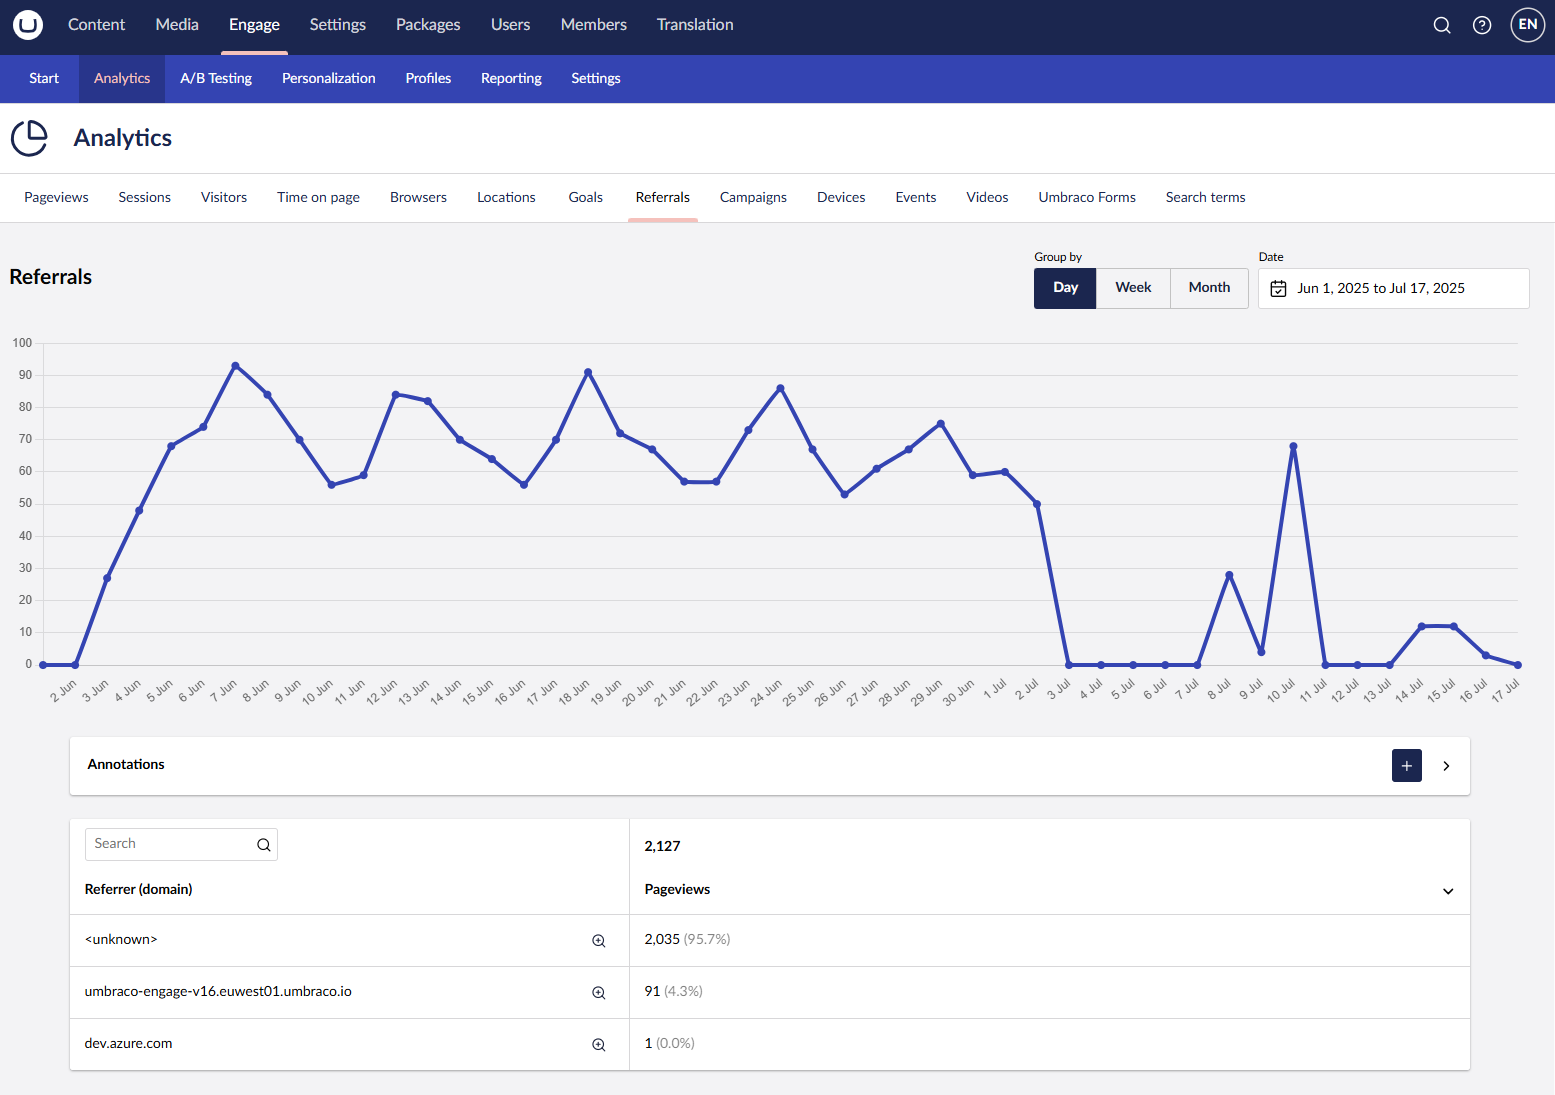 Content Media Engage Settings Packages Users Members Translation EN
Start Analytics A/B Testing Personalization Profiles Reporting Settings
Analytics
Pageviews Sessions Visitors Time on page Browsers Locations Goals Referrals Campaigns Devices Events Videos Umbraco Forms Search terms
Group by Date
Referrals
Day Week Month Jun 1, 2025 to Jul 17, 2025
100
90
80
70
60
50
40
30
20
10
0
2 Jun 3 Jun 4 Jun 5 Jun 6 Jun 7 Jun 8 Jun 9 Jun 10 Jun 11 Jun 12 Jun 13 Jun 14 Jun 15 Jun 16 Jun 17 Jun 18 Jun 19 Jun 20 Jun 21 Jun 22 Jun 23 Jun 24 Jun 25 Jun 26 Jun 27 Jun 28 Jun 29 Jun 30 Jun 1 Jul 2 Jul 3 Jul 4 Jul 5 Jul 6 Jul 7 Jul 8 Jul 9 Jul 10 Jul 11 Jul 12 Jul 13 Jul 14 Jul 15 Jul 16 Jul 17 Jul
Annotations
Search 2,127
Referrer (domain) Pageviews
<unknown> 2,035 (95.7%)
umbraco-engage-v16.euwest01.umbraco.io 91 (4.3%)
dev.azure.com 1 (0.0%)